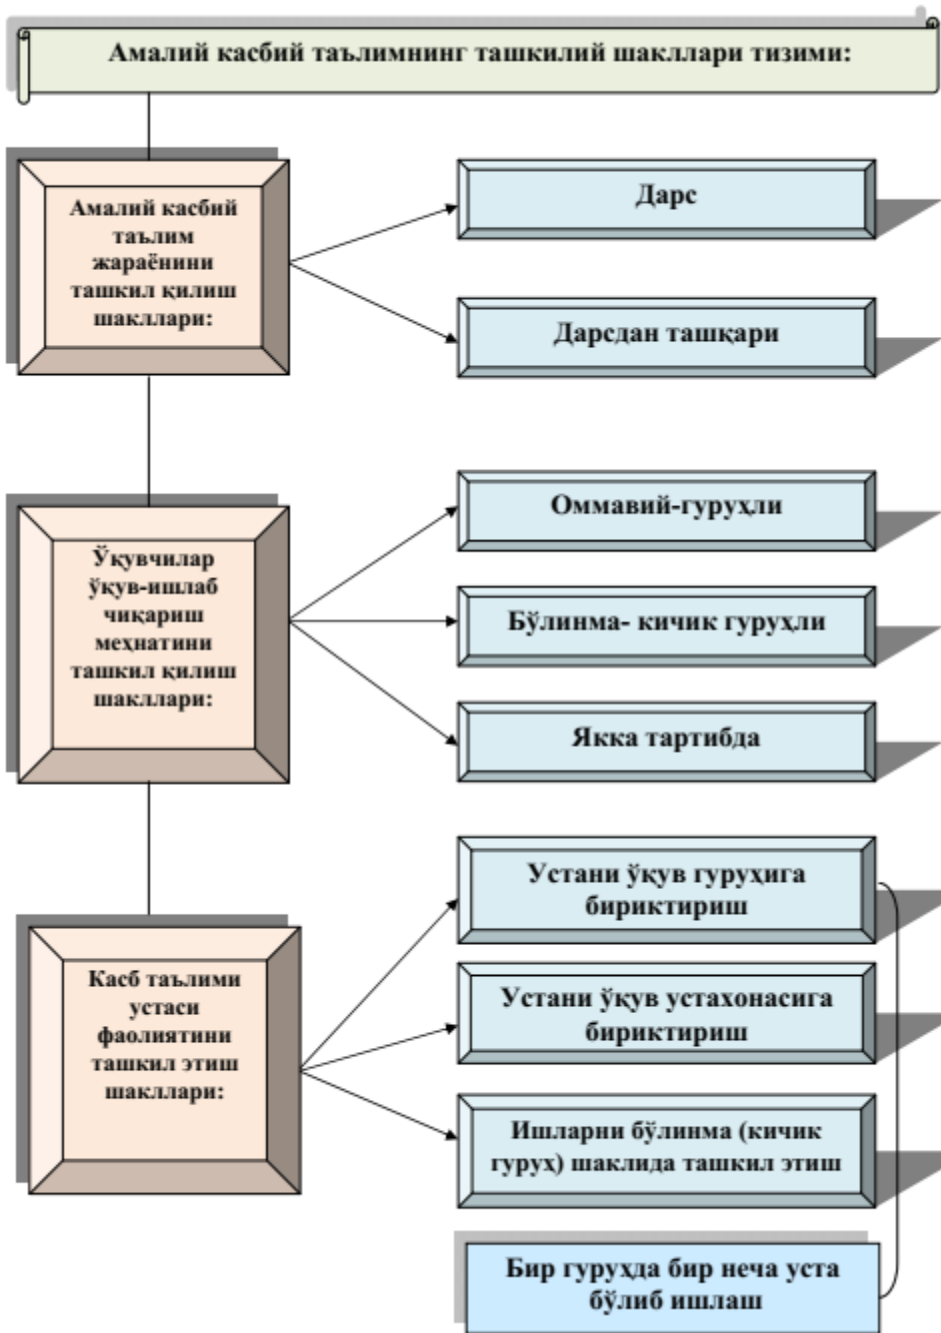 Амалий касбий таълимнинг ташкилий шакллари тизими:
Амалий касбий
таълим
жараёнини
ташкил қилиш
шакллари:
Дарс
Дарсдан ташқари
Ўқувчилар
ўқув-ишлаб
чиқариш
меҳнатини
ташкил қилиш
шакллари:
Оммавий-гуруҳли
Бўлинма- кичик гуруҳли
Якка тартибда
Касб таълими
устаси
фаолиятини
ташкил этиш
шакллари:
Устани ўқув гуруҳига
бириктириш
Устани ўқув устахонасига
бириктириш
Ишларни бўлинма (кичик
гурух) шаклида ташкил этиш
Бир гурухда бир неча уста
бўлиб ишлаш